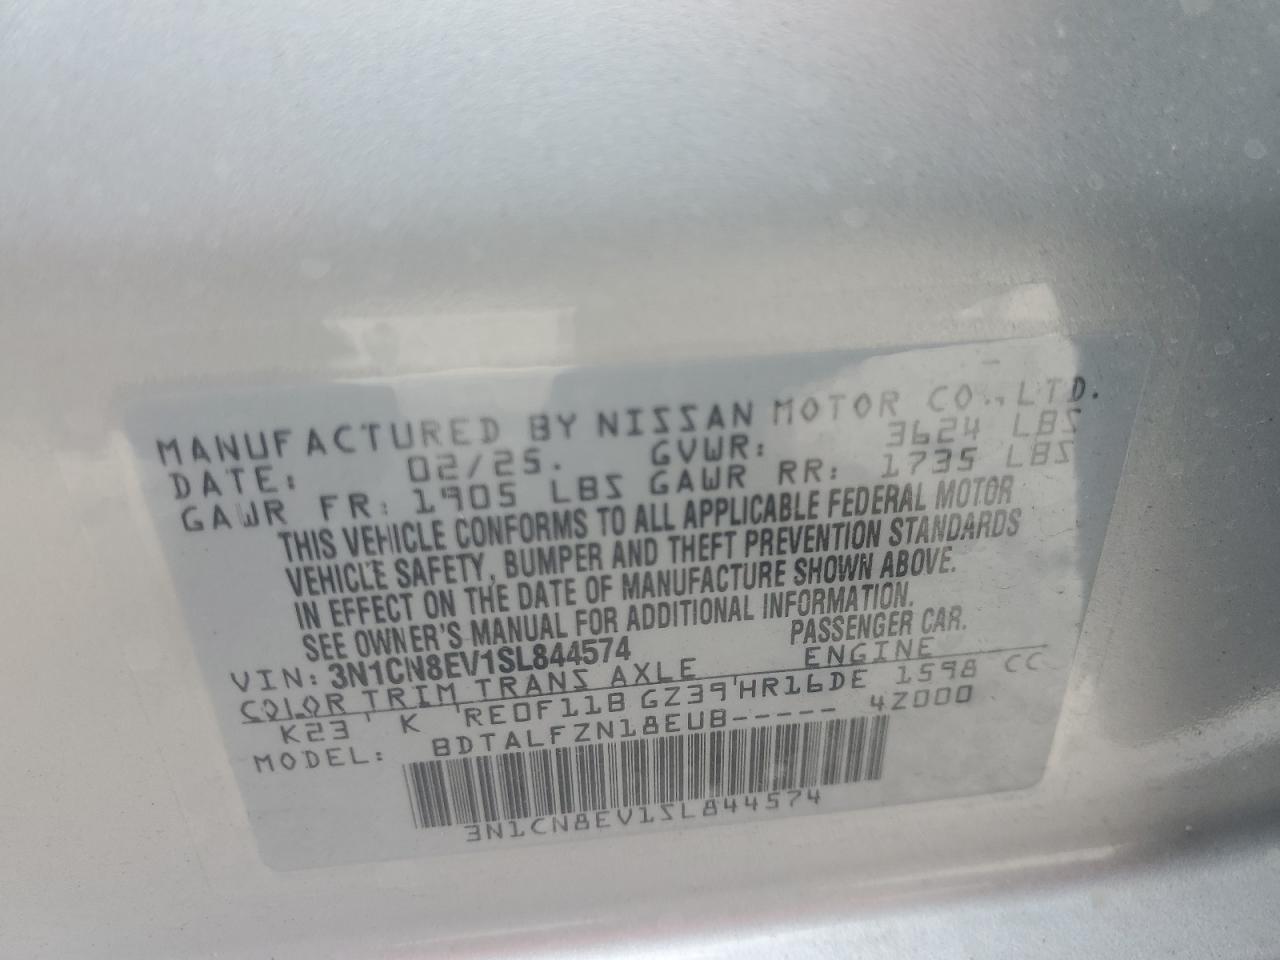 MANUFACTURED BY NISSAN MOTOR CO., LTD.
DATE: 02/25. GVWR: 3624 LBS
GAWR FR: 1905 LBS GAWR RR: 1735 LBS
THIS VEHICLE CONFORMS TO ALL APPLICABLE FEDERAL MOTOR
VEHICLE SAFETY, BUMPER AND THEFT PREVENTION STANDARDS
IN EFFECT ON THE DATE OF MANUFACTURE SHOWN ABOVE.
SEE OWNER'S MANUAL FOR ADDITIONAL INFORMATION.
VIN: 3N1CN8EV1SL844574 PASSENGER CAR.
COLOR TRIM TRANS AXLE ENGINE
K23 K RE0F11B GZ39 HR16DE 1598 CC
MODEL: BDTALFZN18EUB----- 4Z000
3N1CN8EV1SL844574